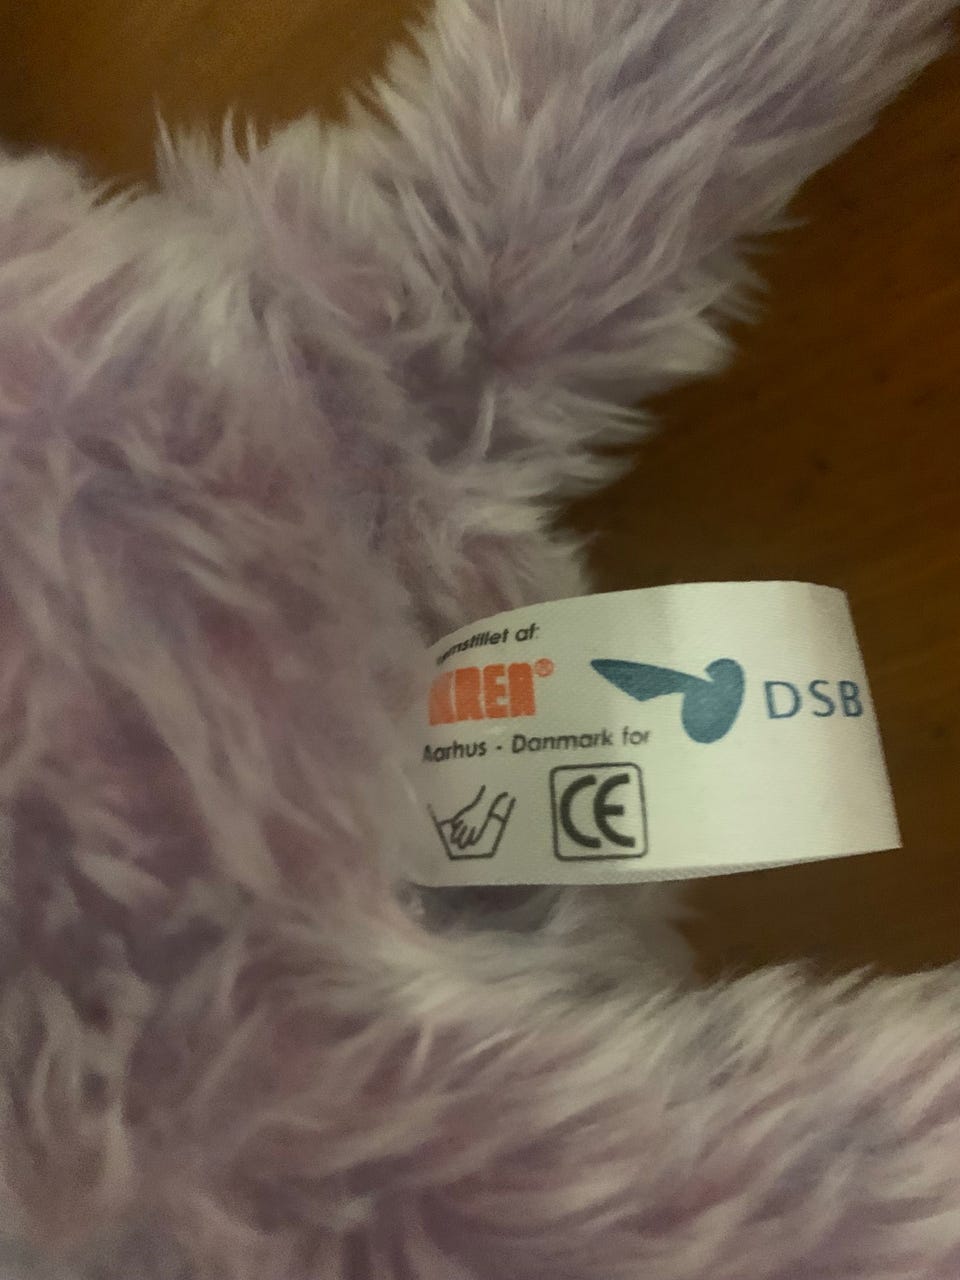 af:
KREA®
DSB
Aarhus - Danmark for
CE